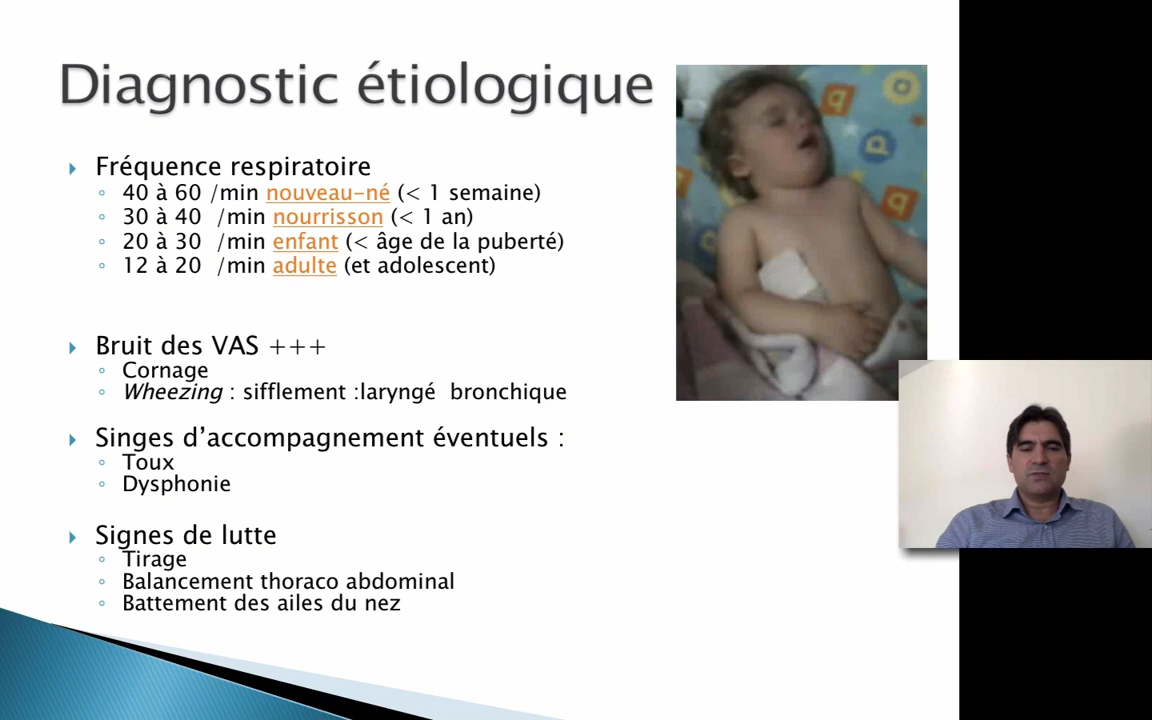 Diagnostic étiologique
Fréquence respiratoire
40 à 60 /min nouveau-né (< 1 semaine)
30 à 40 /min nourrisson (< 1 an)
20 à 30 /min enfant (< âge de la puberté)
12 à 20 /min adulte (et adolescent)
Bruit des VAS +++
Cornage
Wheezing : sifflement :laryngé bronchique
Singes d’accompagnement éventuels :
Toux
Dysphonie
Signes de lutte
Tirage
Balancement thoraco abdominal
Battement des ailes du nez